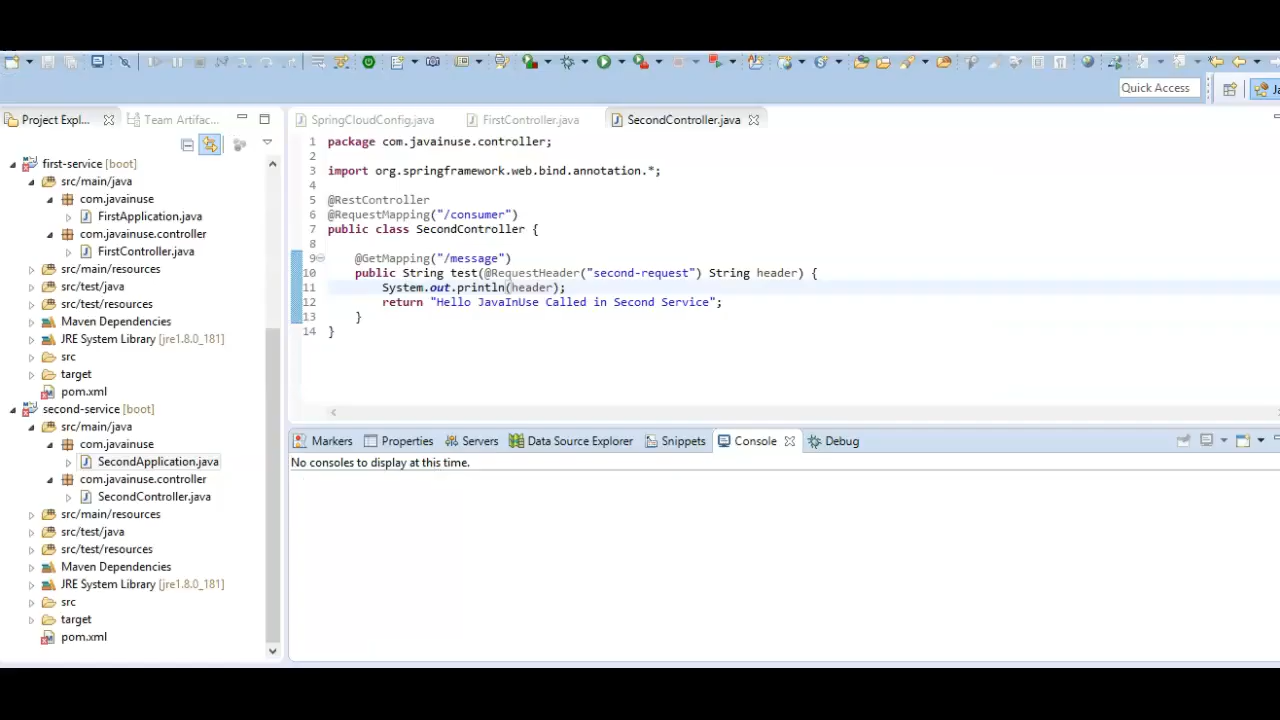 Quick Access
Ja
Project Expl...
Team Artifac...
first-service [boot]
src/main/java
com.javainuse
FirstApplication.java
com.javainuse.controller
FirstController.java
src/main/resources
src/test/java
src/test/resources
Maven Dependencies
JRE System Library [jre1.8.0_181]
src
target
pom.xml
second-service [boot]
src/main/java
com.javainuse
SecondApplication.java
com.javainuse.controller
SecondController.java
src/main/resources
src/test/java
src/test/resources
Maven Dependencies
JRE System Library [jre1.8.0_181]
src
target
pom.xml
SpringCloudConfig.java
FirstController.java
SecondController.java
1 package com.javainuse.controller;
2
3 import org.springframework.web.bind.annotation.*;
4
5 @RestController
6 @RequestMapping("/consumer")
7 public class SecondController {
8
9 @GetMapping("/message")
10 public String test(@RequestHeader("second-request") String header) {
11 System.out.println(header);
12 return "Hello JavaInUse Called in Second Service";
13 }
14 }
Markers
Properties
Servers
Data Source Explorer
Snippets
Console
Debug
No consoles to display at this time.